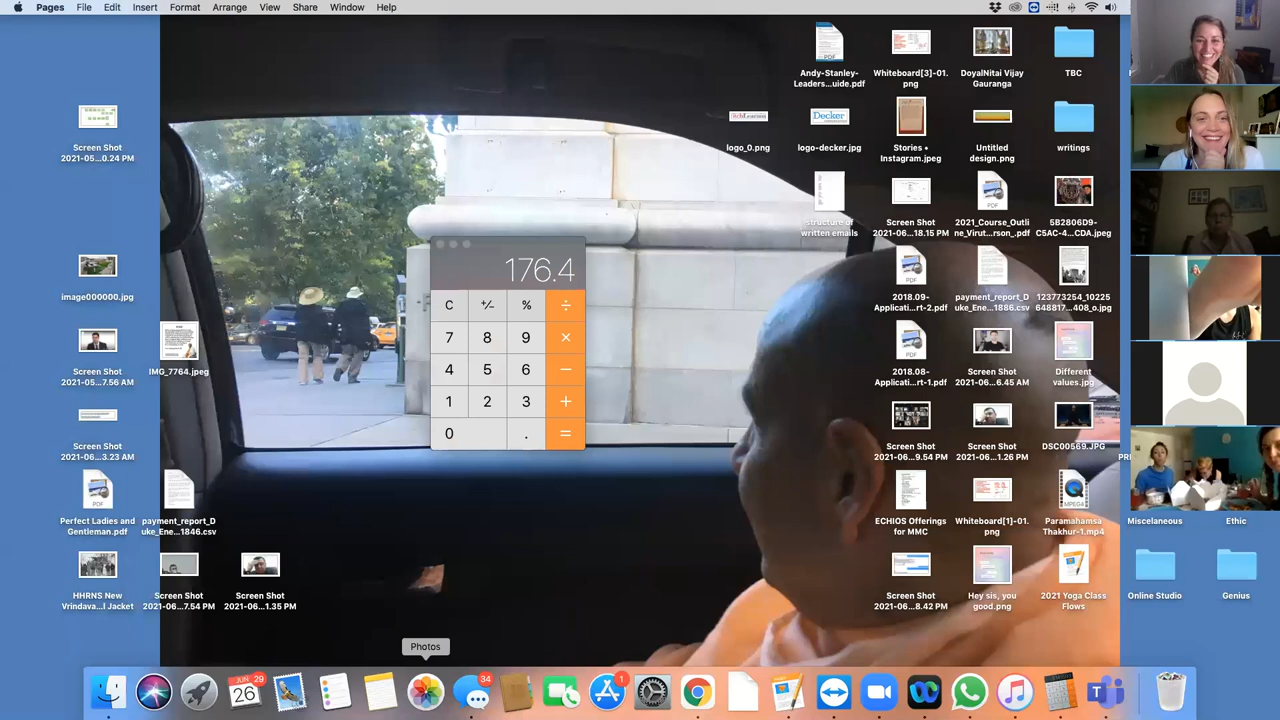 Pages File Edit Insert Format Arrange View Share Window Help
Andy-Stanley-
Leaders...uide.pdf
Whiteboard[3]-01.
png
DoyalNitai Vijay
Gauranga
TBC
Screen Shot
2021-05...0.24 PM
logo_0.png
Decker
logo-decker.jpg
Stories •
Instagram.jpeg
Untitled
design.png
writings
Structure of
written emails
Screen Shot
2021-06...18.15 PM
PDF
2021_Course_Outli
ne_Virut...rson_.pdf
5B2806D9-
C5AC-4...CDA.jpeg
image000000.jpg
PDF
2018.09-
Applicati...rt-2.pdf
payment_report_D
uke_Ene...1886.csv
123773254_10225
648817...408_o.jpg
176.4
C +/- % ÷
7 8 9 ×
4 5 6 −
1 2 3 +
0 . =
Screen Shot
2021-05...7.56 AM
IMG_7764.jpeg
PDF
2018.08-
Applicati...rt-1.pdf
Screen Shot
2021-06...6.45 AM
Different
values.jpg
Screen Shot
2021-06...3.23 AM
Screen Shot
2021-06...9.54 PM
Screen Shot
2021-06...1.26 PM
DSC00569.JPG
PDF
Perfect Ladies and
Gentleman.pdf
payment_report_D
uke_Ene...1846.csv
ECHIOS Offerings
for MMC
Whiteboard[1]-01.
png
MPEG4
Paramahamsa
Thakhur-1.mp4
Miscelaneous
Ethic
HHRNS New
Vrindava...l Jacket
Screen Shot
2021-06...7.54 PM
Screen Shot
2021-06...1.35 PM
Screen Shot
2021-06...8.42 PM
Hey sis, you
good.png
2021 Yoga Class
Flows
Online Studio
Genius
Photos
JUN 29
26
34
1